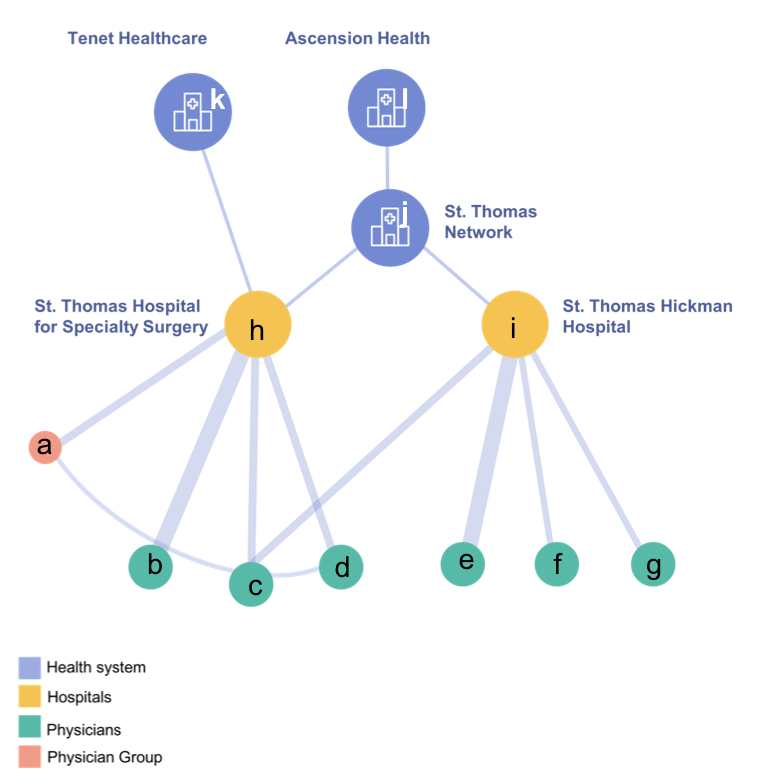 Tenet Healthcare
Ascension Health
k
l
j
St. Thomas
Network
St. Thomas Hospital
for Specialty Surgery
h
i
St. Thomas Hickman
Hospital
a
b
c
d
e
f
g
Health system
Hospitals
Physicians
Physician Group